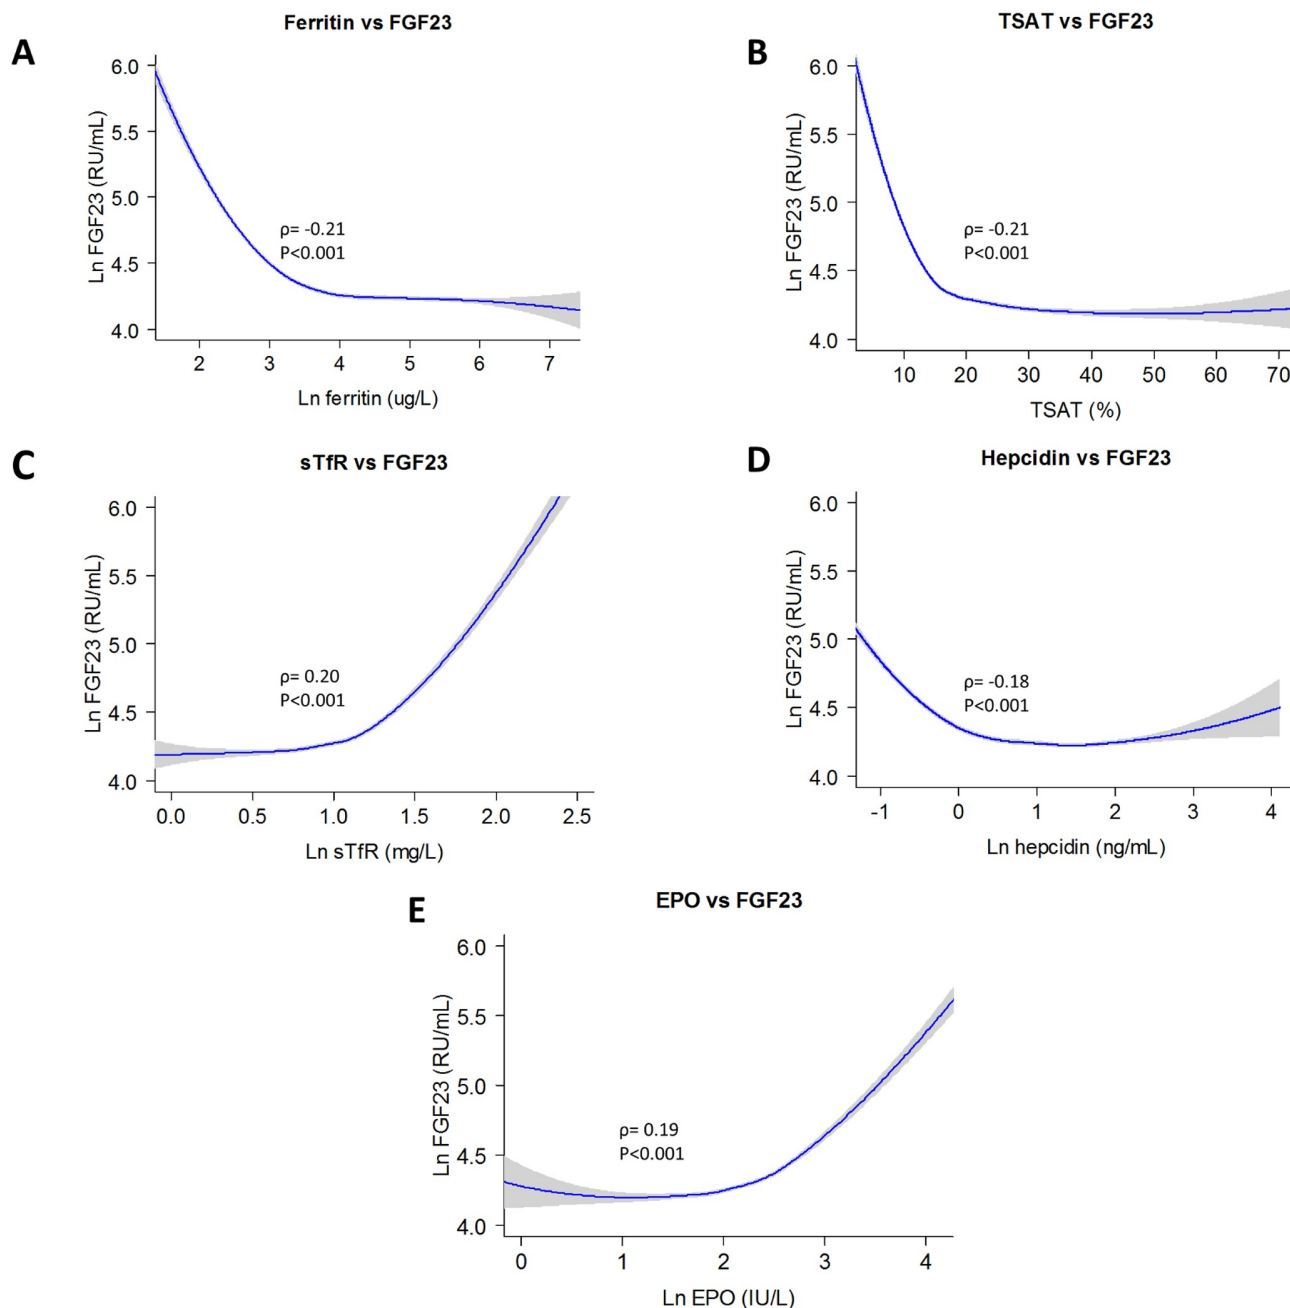 A
Ferritin vs FGF23
Ln FGF23 (RU/mL)
6.0
5.5
5.0
4.5
4.0
ρ= -0.21
P<0.001
2 3 4 5 6 7
Ln ferritin (ug/L)
B
TSAT vs FGF23
Ln FGF23 (RU/mL)
6.0
5.5
5.0
4.5
4.0
ρ= -0.21
P<0.001
10 20 30 40 50 60 70
TSAT (%)
C
sTfR vs FGF23
Ln FGF23 (RU/mL)
6.0
5.5
5.0
4.5
4.0
ρ= 0.20
P<0.001
0.0 0.5 1.0 1.5 2.0 2.5
Ln sTfR (mg/L)
D
Hepcidin vs FGF23
Ln FGF23 (RU/mL)
6.0
5.5
5.0
4.5
4.0
ρ= -0.18
P<0.001
-1 0 1 2 3 4
Ln hepcidin (ng/mL)
E
EPO vs FGF23
Ln FGF23 (RU/mL)
6.0
5.5
5.0
4.5
4.0
ρ= 0.19
P<0.001
0 1 2 3 4
Ln EPO (IU/L)